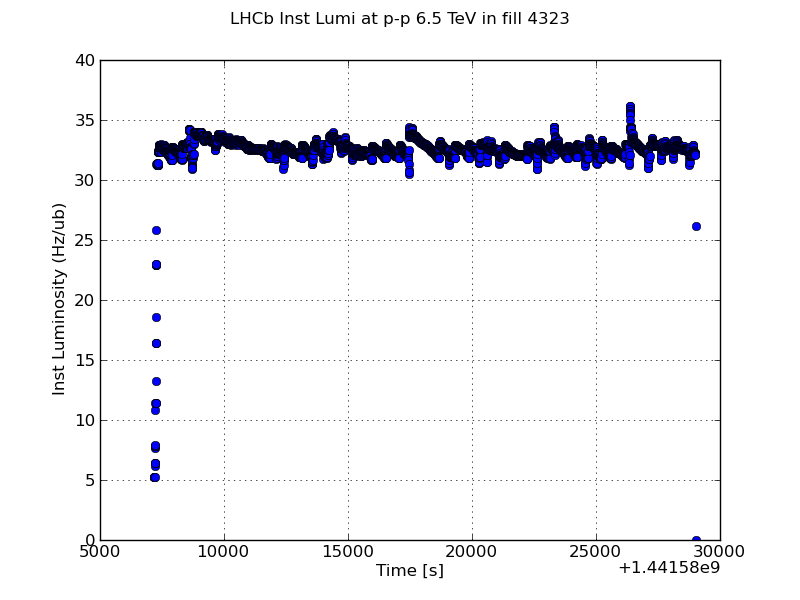 LHCb Inst Lumi at p-p 6.5 TeV in fill 4323
40
35
30
25
20
15
10
5
0
Inst Luminosity (Hz/ub)
5000 10000 15000 20000 25000 30000
Time [s]
+1.44158e9